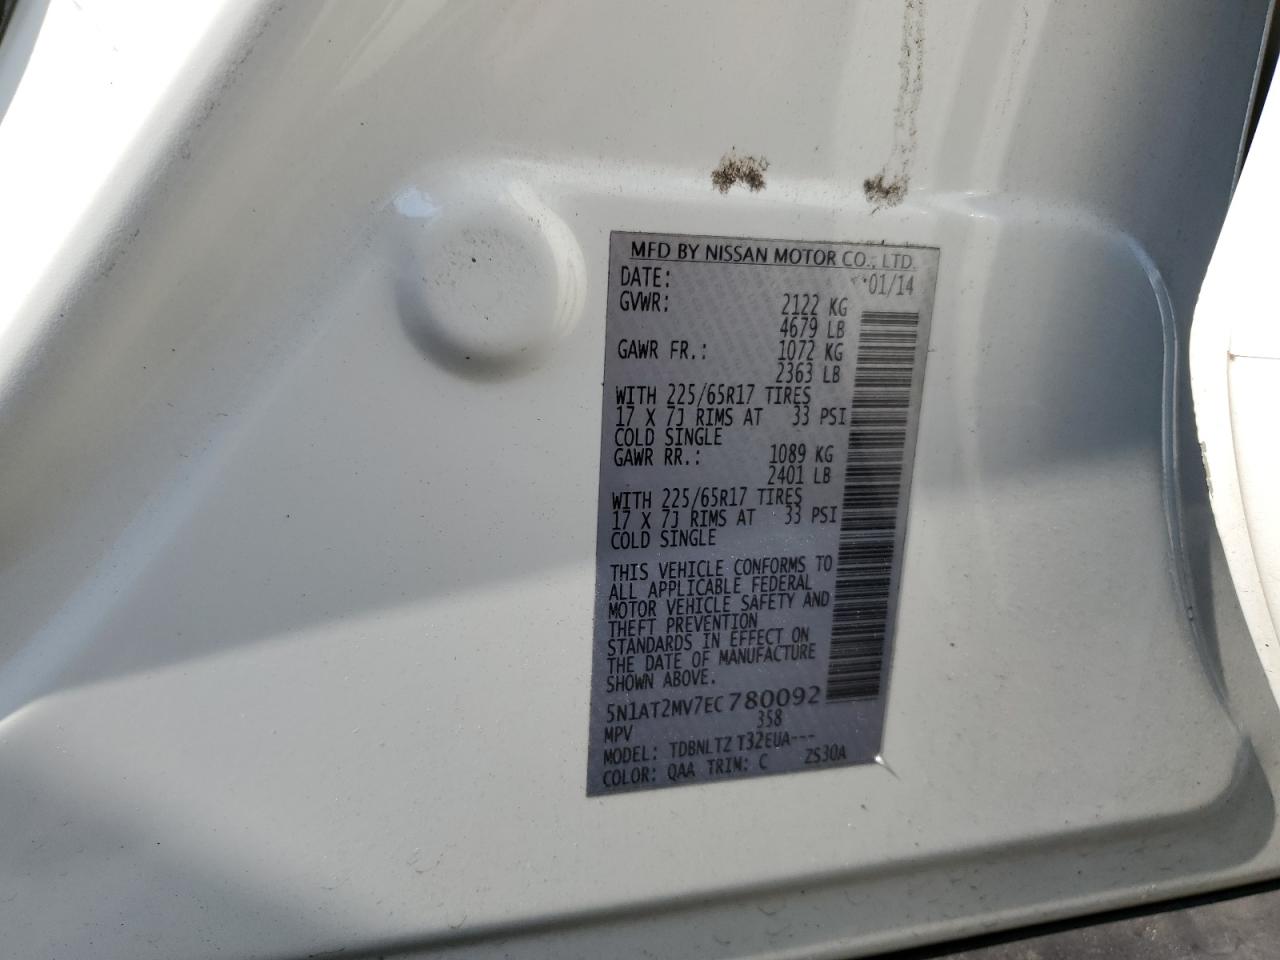 MFD BY NISSAN MOTOR CO., LTD.
DATE: 01/14
GVWR: 2122 KG
4679 LB
GAWR FR.: 1072 KG
2363 LB
WITH 225/65R17 TIRES
17 X 7J RIMS AT 33 PSI
COLD SINGLE
GAWR RR.: 1089 KG
2401 LB
WITH 225/65R17 TIRES
17 X 7J RIMS AT 33 PSI
COLD SINGLE
THIS VEHICLE CONFORMS TO
ALL APPLICABLE FEDERAL
MOTOR VEHICLE SAFETY AND
THEFT PREVENTION
STANDARDS IN EFFECT ON
THE DATE OF MANUFACTURE
SHOWN ABOVE.
5N1AT2MV7EC780092
MPV 358
MODEL: TDBNLTZ T32EUA---
COLOR: QAA TRIM: C ZS30A